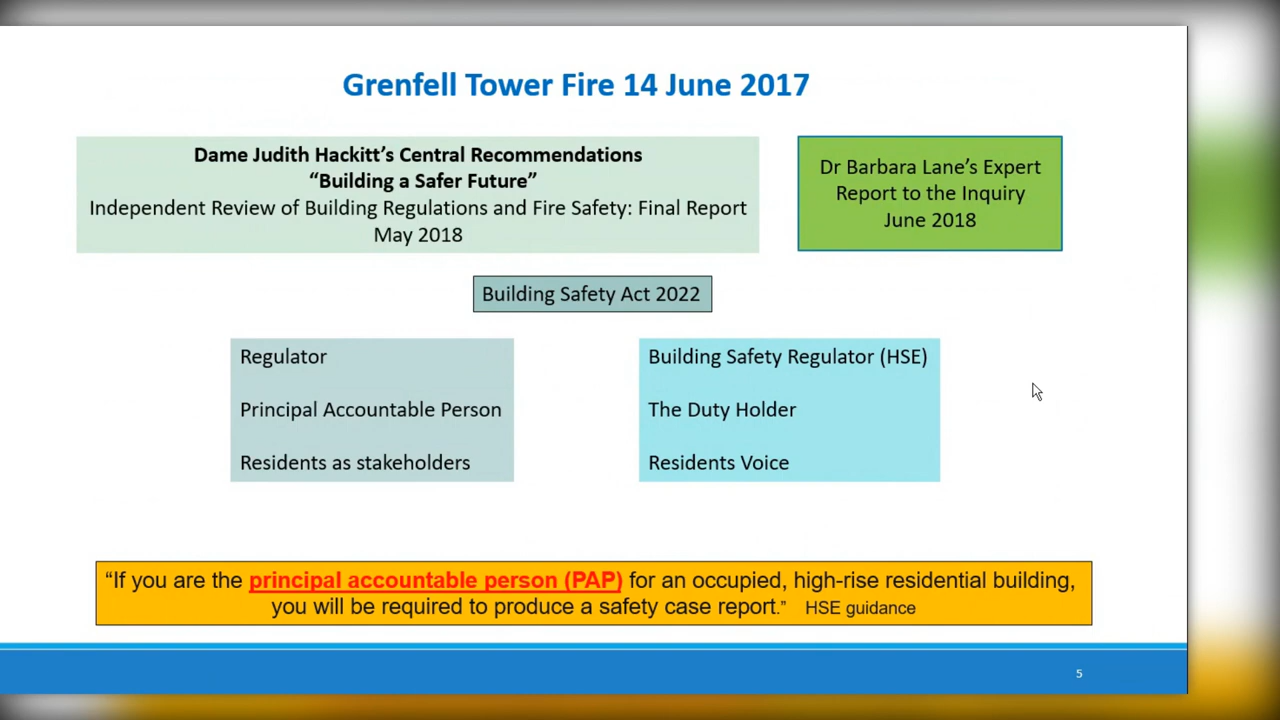 Grenfell Tower Fire 14 June 2017
Dame Judith Hackitt’s Central Recommendations
“Building a Safer Future”
Independent Review of Building Regulations and Fire Safety: Final Report
May 2018
Dr Barbara Lane’s Expert
Report to the Inquiry
June 2018
Building Safety Act 2022
Regulator
Principal Accountable Person
Residents as stakeholders
Building Safety Regulator (HSE)
The Duty Holder
Residents Voice
“If you are the principal accountable person (PAP) for an occupied, high-rise residential building,
you will be required to produce a safety case report.” HSE guidance
5